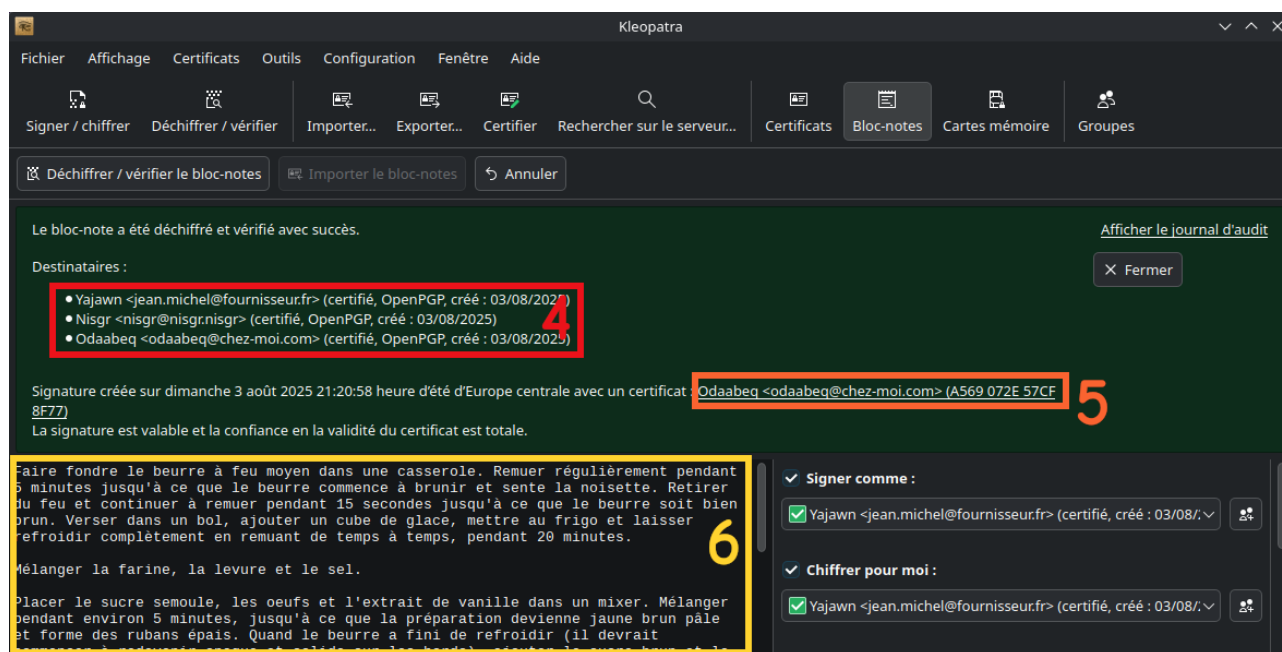 Kleopatra
Fichier Affichage Certificats Outils Configuration Fenêtre Aide
Signer / chiffrer Déchiffrer / vérifier Importer... Exporter... Certifier Rechercher sur le serveur... Certificats Bloc-notes Cartes mémoire Groupes
Déchiffrer / vérifier le bloc-notes Importer le bloc-notes Annuler
Le bloc-note a été déchiffré et vérifié avec succès. Afficher le journal d'audit
Destinataires : Fermer
• Yajawn <jean.michel@fournisseur.fr> (certifié, OpenPGP, créé : 03/08/2025)
• Nisgr <nisgr@nisgr.nisgr> (certifié, OpenPGP, créé : 03/08/2025)
• Odaabeq <odaabeq@chez-moi.com> (certifié, OpenPGP, créé : 03/08/2025)
4
Signature créée sur dimanche 3 août 2025 21:20:58 heure d'été d'Europe centrale avec un certificat : Odaabeq <odaabeq@chez-moi.com> (A569 072E 57CF
8F77)
5
La signature est valable et la confiance en la validité du certificat est totale.
Faire fondre le beurre à feu moyen dans une casserole. Remuer régulièrement pendant
5 minutes jusqu'à ce que le beurre commence à brunir et sente la noisette. Retirer
du feu et continuer à remuer pendant 15 secondes jusqu'à ce que le beurre soit bien
brun. Verser dans un bol, ajouter un cube de glace, mettre au frigo et laisser
refroidir complètement en remuant de temps à temps, pendant 20 minutes.
6
Mélanger la farine, la levure et le sel.
Placer le sucre semoule, les oeufs et l'extrait de vanille dans un mixer. Mélanger
pendant environ 5 minutes, jusqu'à ce que la préparation devienne jaune brun pâle
et forme des rubans épais. Quand le beurre a fini de refroidir (il devrait
Signer comme :
Yajawn <jean.michel@fournisseur.fr> (certifié, créé : 03/08/
Chiffrer pour moi :
Yajawn <jean.michel@fournisseur.fr> (certifié, créé : 03/08/